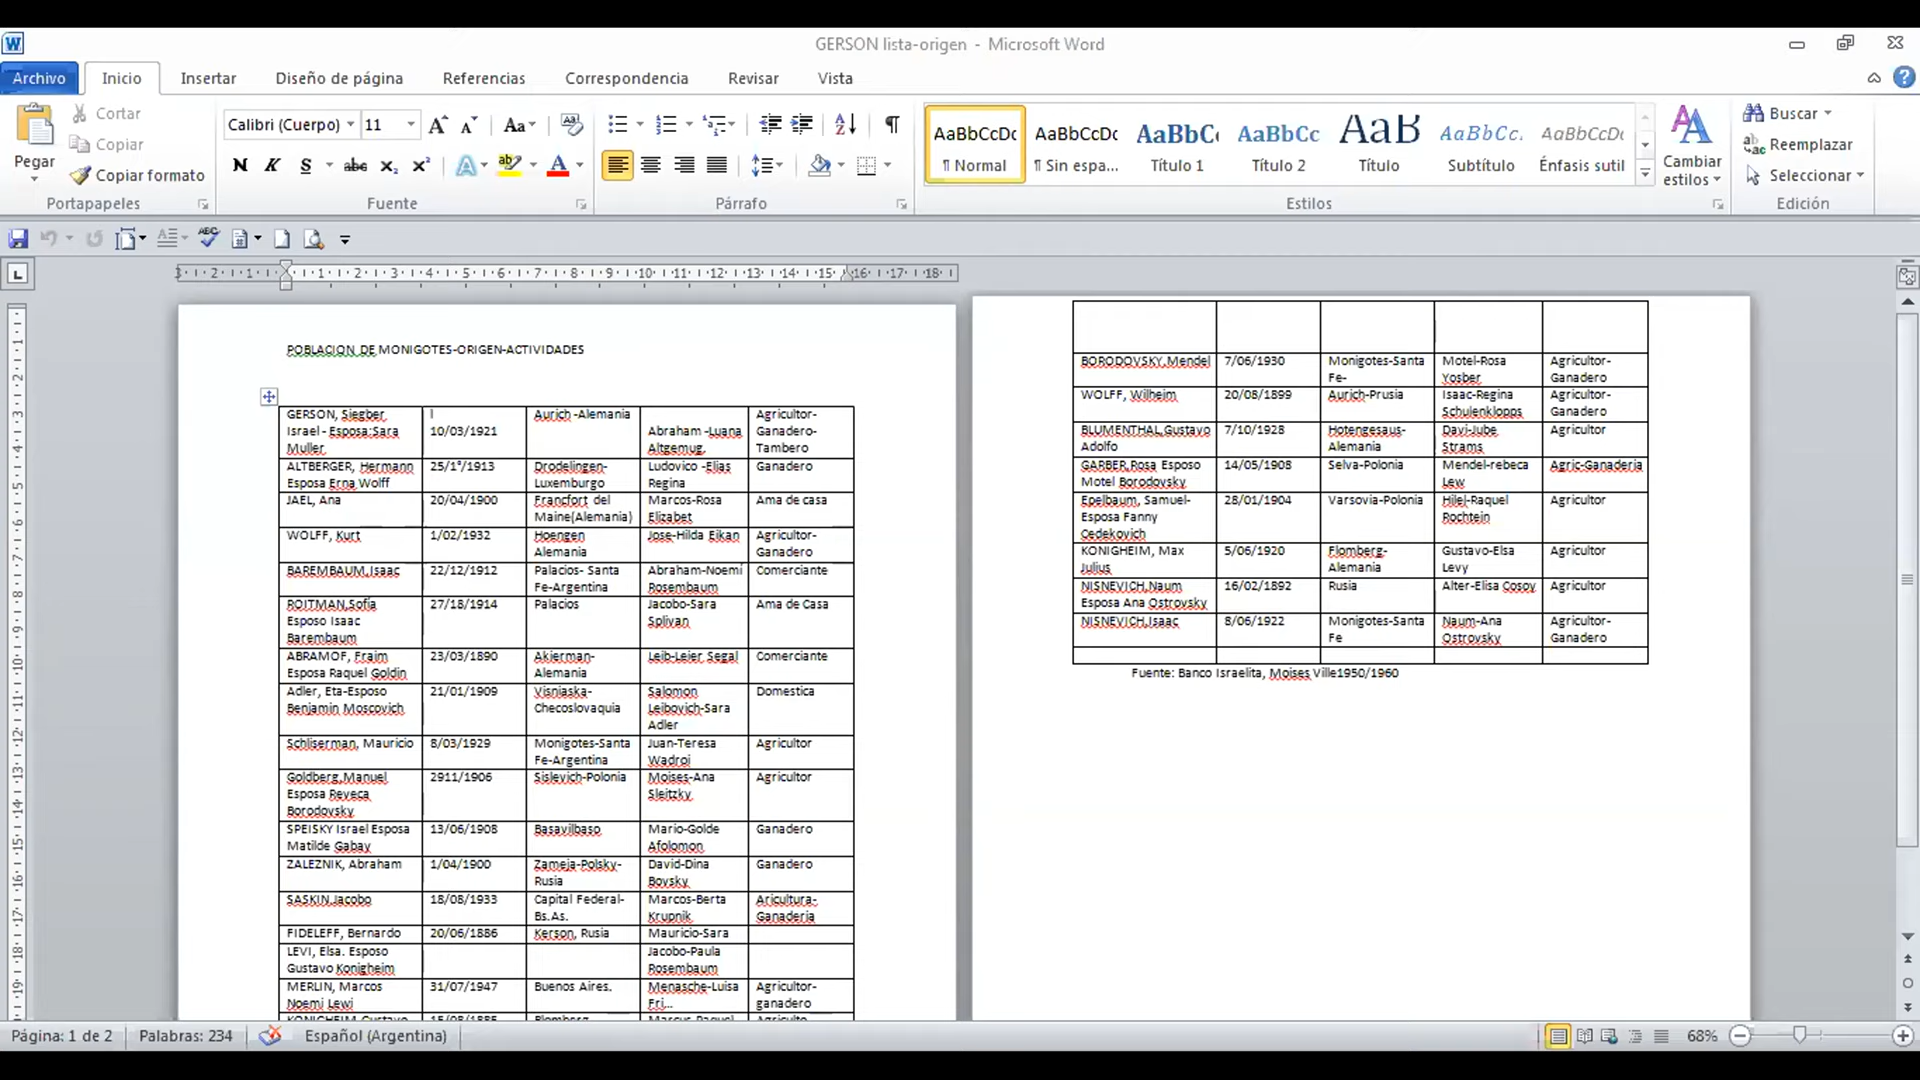 GERSON lista-origen - Microsoft Word
Archivo Inicio Insertar Diseño de página Referencias Correspondencia Revisar Vista
Pegar
Cortar
Copiar
Copiar formato
Portapapeles
Calibri (Cuerpo) 11
Fuente
Párrafo
AaBbCcDc AaBbCcDc AaBbC AaBbCc AaB AaBbCc. AaBbCcDc
¶ Normal ¶ Sin espa... Título 1 Título 2 Título Subtítulo Énfasis sutil
Cambiar
estilos
Estilos
Buscar
Reemplazar
Seleccionar
Edición
POBLACION DE MONIGOTES-ORIGEN-ACTIVIDADES
GERSON, Siegber Aurich -Alemania Agricultor-
Israel - Esposa:Sara 10/03/1921 Abraham -Luana Ganadero-
Muller Altgemug. Tambero
ALTBERGER, Hermann 25/1°/1913 Drodelingen- Ludovico -Elias Ganadero
Esposa Erna Wolff Luxemburgo Regina
JAEL, Ana 20/04/1900 Francfort del Marcos-Rosa Ama de casa
Maine(Alemania) Elizabet
WOLFF, Kurt 1/02/1932 Hoengen Jose-Hilda Eikan Agricultor-
Alemania Ganadero
BAREMBAUM,Isaac 22/12/1912 Palacios- Santa Abraham-Noemi Comerciante
Fe-Argentina Rosembaum
ROITMAN,Sofía 27/18/1914 Palacios Jacobo-Sara Ama de Casa
Esposo Isaac Splivan
Barembaum
ABRAMOF, Fraim 23/03/1890 Akierman- Leib-Leier Segal Comerciante
Esposa Raquel Goldin Alemania
Adler, Eta-Esposo 21/01/1909 Visniaska- Salomon Domestica
Benjamin Moscovich Checoslovaquia Leibovich-Sara
Adler
Schliserman, Mauricio 8/03/1929 Monigotes-Santa Juan-Teresa Agricultor
Fe-Argentina Wadroi
Goldberg,Manuel 2911/1906 Sislevich-Polonia Moises-Ana Agricultor
Esposa Reveca Sleitzky
Borodovsky
SPEISKY Israel Esposa 13/06/1908 Basavilbaso Mario-Golde Ganadero
Matilde Gabay Afolomon
ZALEZNIK, Abraham 1/04/1900 Zameja-Polsky- David-Dina Ganadero
Rusia Bovsky
SASKIN,Jacobo 18/08/1933 Capital Federal- Marcos-Berta Aricultura-
Bs.As. Krupnik Ganaderia
FIDELEFF, Bernardo 20/06/1886 Kerson, Rusia Mauricio-Sara
LEVI, Elsa. Esposo Jacobo-Paula
Gustavo Konigheim Rosembaum
MERLIN, Marcos 31/07/1947 Buenos Aires. Menasche-Luisa Agricultor-
Noemi Lewi Fri... ganadero
BORODOVSKY,Mendel 7/06/1930 Monigotes-Santa Motel-Rosa Agricultor-
Fe- Yosber Ganadero
WOLFF, Wilheim 20/08/1899 Aurich-Prusia Isaac-Regina Agricultor-
Schulenklopps Ganadero
BLUMENTHAL,Gustavo 7/10/1928 Hotengesaus- Davi-Jube Agricultor
Adolfo Alemania Strams
GARBER,Rosa Esposo 14/05/1908 Selva-Polonia Mendel-rebeca Agric-Ganaderia
Motel Borodovsky Lew
Epelbaum, Samuel- 28/01/1904 Varsovia-Polonia Hilel-Raquel Agricultor
Esposa Fanny Rochtein
Cedekovich
KONIGHEIM, Max 5/06/1920 Flomberg- Gustavo-Elsa Agricultor
Julius Alemania Levy
NISNEVICH,Naum 16/02/1892 Rusia Alter-Elisa Cosoy Agricultor
Esposa Ana Ostrovsky
NISNEVICH,Isaac 8/06/1922 Monigotes-Santa Naum-Ana Agricultor-
Fe Ostrovsky Ganadero
Fuente: Banco Israelita, Moises Ville1950/1960
Página: 1 de 2 Palabras: 234 Español (Argentina) 68%